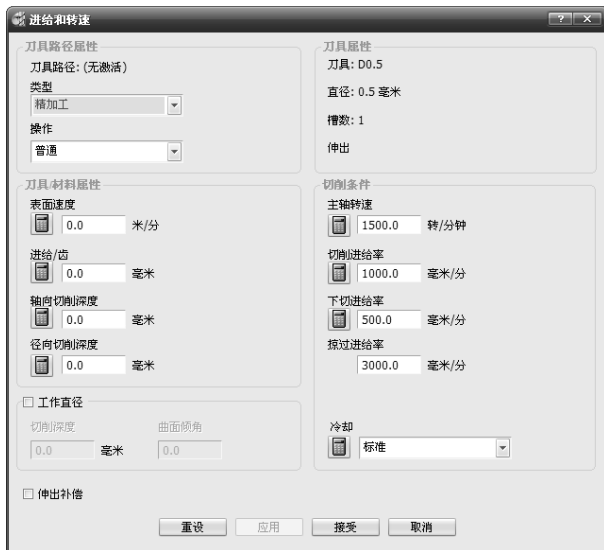 进给和转速
刀具路径属性
刀具路径: (无激活)
类型
精加工
操作
普通
刀具属性
刀具: D0.5
直径: 0.5 毫米
槽数: 1
伸出
刀具/材料属性
表面速度
0.0 米/分
进给/齿
0.0 毫米
轴向切削深度
0.0 毫米
径向切削深度
0.0 毫米
切削条件
主轴转速
1500.0 转/分钟
切削进给率
1000.0 毫米/分
下切进给率
500.0 毫米/分
掠过进给率
3000.0 毫米/分
工作直径
切削深度 曲面倾角
0.0 毫米 0.0
冷却
标准
伸出补偿
重设 应用 接受 取消